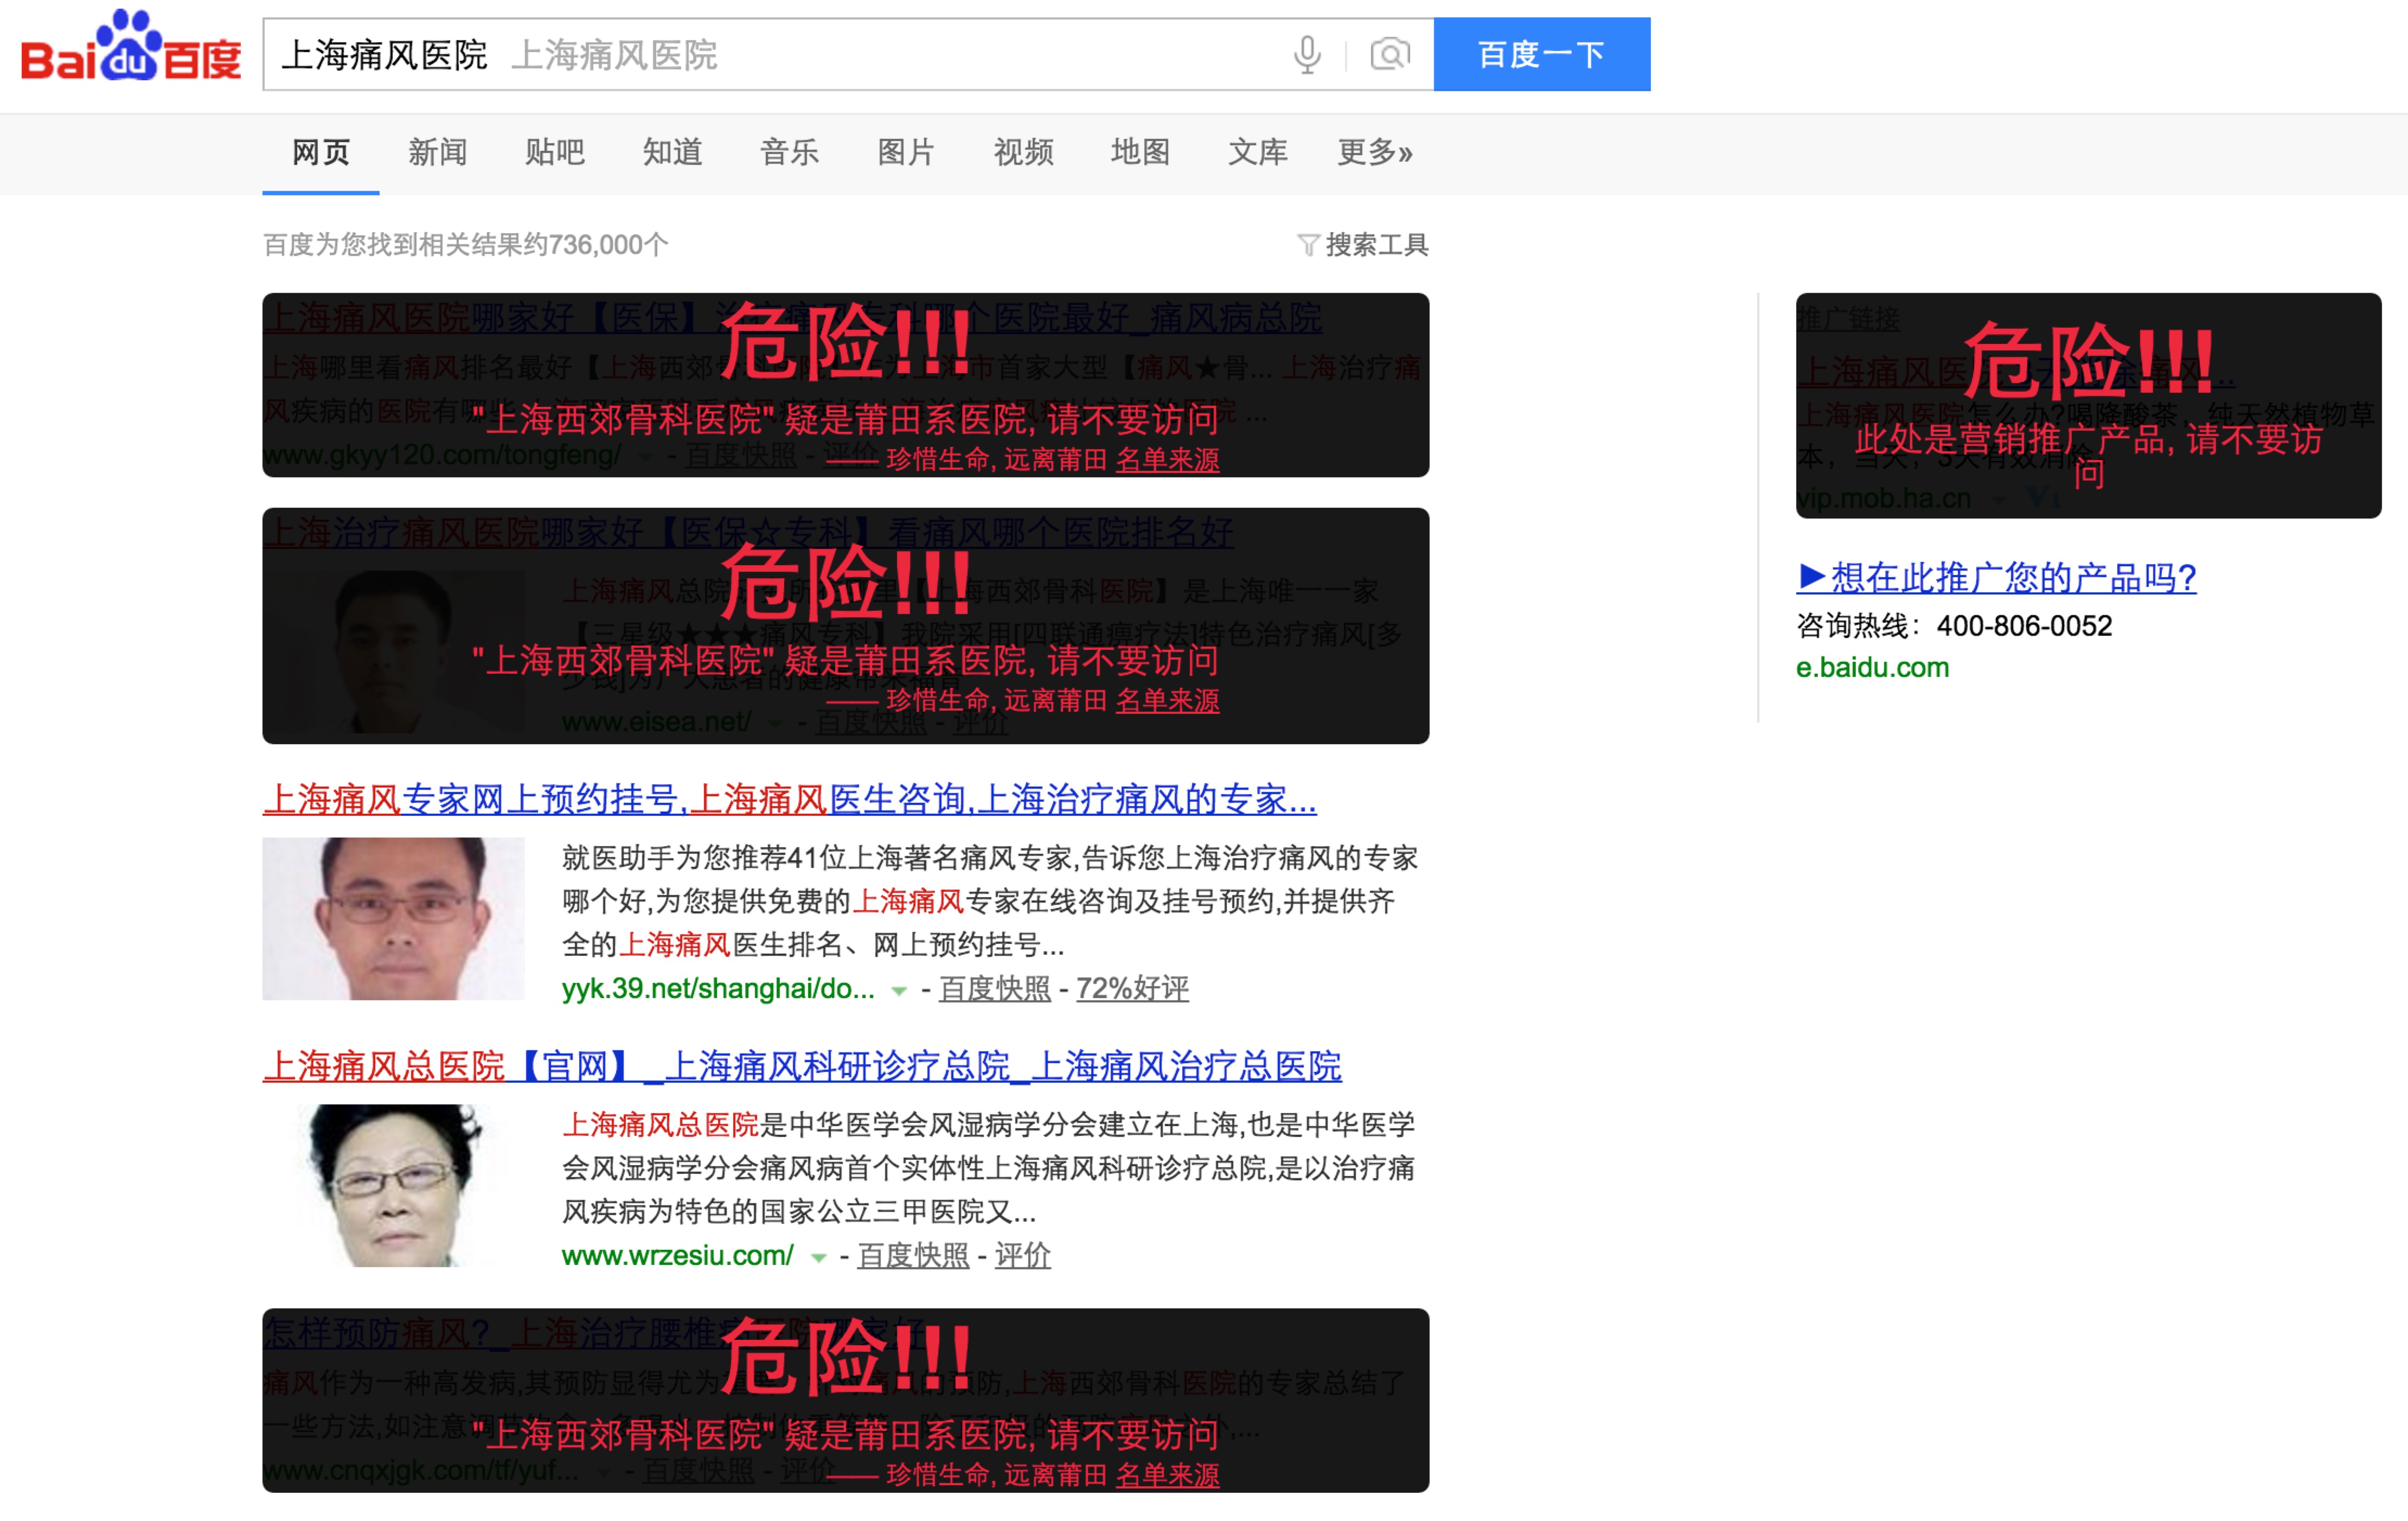 Bai du 百度
上海痛风医院 上海痛风医院
百度一下
网页 新闻 贴吧 知道 音乐 图片 视频 地图 文库 更多»
百度为您找到相关结果约736,000个
搜索工具
上海痛风医院哪家好【医保】
科哪个医院最好_痛风病总院
危险!!!
上海哪里看痛风排名最好【上海西郊骨科
作为上海市首家大型【痛风★骨... 上海治疗痛
风疾病的医院有哪些
"上海西郊骨科医院" 疑是莆田系医院, 请不要访问
www.gkyy120.com/tongfeng/ - 百度快照 - 评价
—— 珍惜生命, 远离莆田 名单来源
上海治疗痛风医院哪家好【医保☆专科】看痛风哪个医院排名好
危险!!!
上海痛风总院
西郊骨科医院】是上海唯一一家
【三星级★★★痛风专科】我院采用[四联通痹疗法]特色治疗痛风[多
"上海西郊骨科医院" 疑是莆田系医院, 请不要访问
少钱]为广大患者的健康带来福音
—— 珍惜生命, 远离莆田 名单来源
www.eisea.net/ - 百度快照 - 评价
上海痛风专家网上预约挂号,上海痛风医生咨询,上海治疗痛风的专家...
就医助手为您推荐41位上海著名痛风专家,告诉您上海治疗痛风的专家
哪个好,为您提供免费的上海痛风专家在线咨询及挂号预约,并提供齐
全的上海痛风医生排名、网上预约挂号...
yyk.39.net/shanghai/do... - 百度快照 - 72%好评
上海痛风总医院【官网】_上海痛风科研诊疗总院_上海痛风治疗总医院
上海痛风总医院是中华医学会风湿病学分会建立在上海,也是中华医学
会风湿病学分会痛风病首个实体性上海痛风科研诊疗总院,是以治疗痛
风疾病为特色的国家公立三甲医院又...
www.wrzesiu.com/ - 百度快照 - 评价
怎样预防痛风?_上海治疗腰椎
危险!!!
痛风作为一种高发病,其预防显得尤为
预防,上海西郊骨科医院的专家总结了
一些方法,如注意调节
"上海西郊骨科医院" 疑是莆田系医院, 请不要访问
www.cnqxjgk.com/tf/yuf... - 百度快照 - 评价
—— 珍惜生命, 远离莆田 名单来源
推广链接
危险!!!
上海痛风医
上海痛风医院怎么办?喝降酸茶，纯天然植物草
此处是营销推广产品, 请不要访
问
本，当天，3天有效消除
vip.mob.ha.cn V1
▶想在此推广您的产品吗?
咨询热线：400-806-0052
e.baidu.com